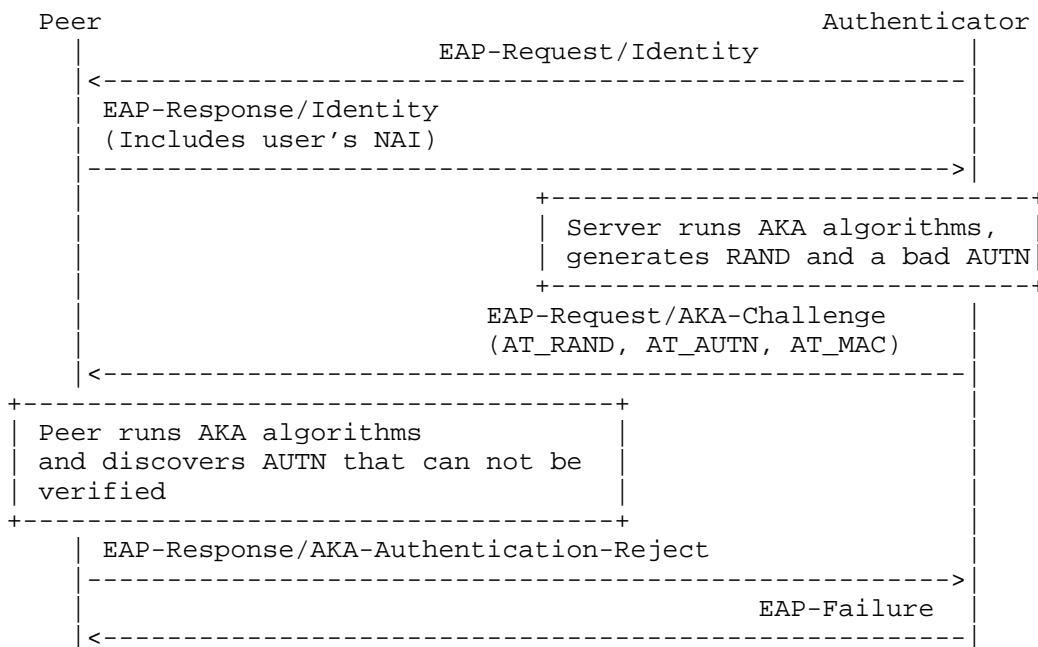 Peer Authenticator
EAP-Request/Identity
EAP-Response/Identity
(Includes user's NAI)
Server runs AKA algorithms,
generates RAND and a bad AUTN
EAP-Request/AKA-Challenge
(AT_RAND, AT_AUTN, AT_MAC)
Peer runs AKA algorithms
and discovers AUTN that can not be
verified
EAP-Response/AKA-Authentication-Reject
EAP-Failure